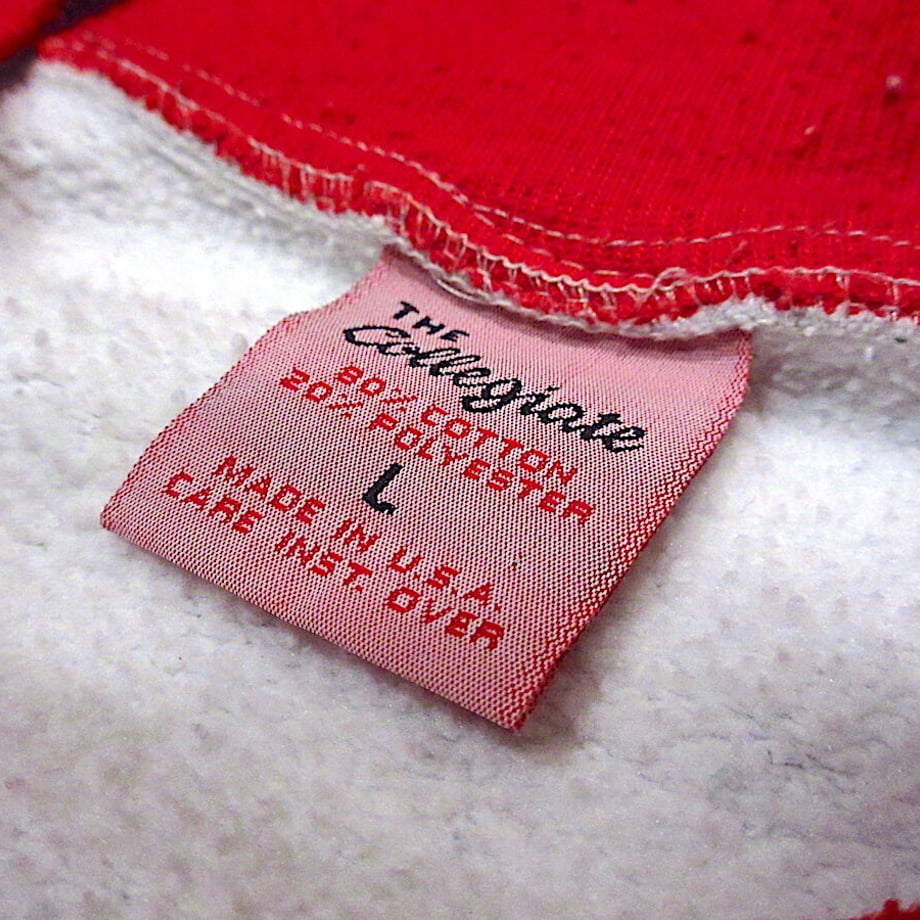 THE
Collegiate
80% COTTON
20% POLYESTER
L
MADE IN U.S.A.
CARE INST. OVER